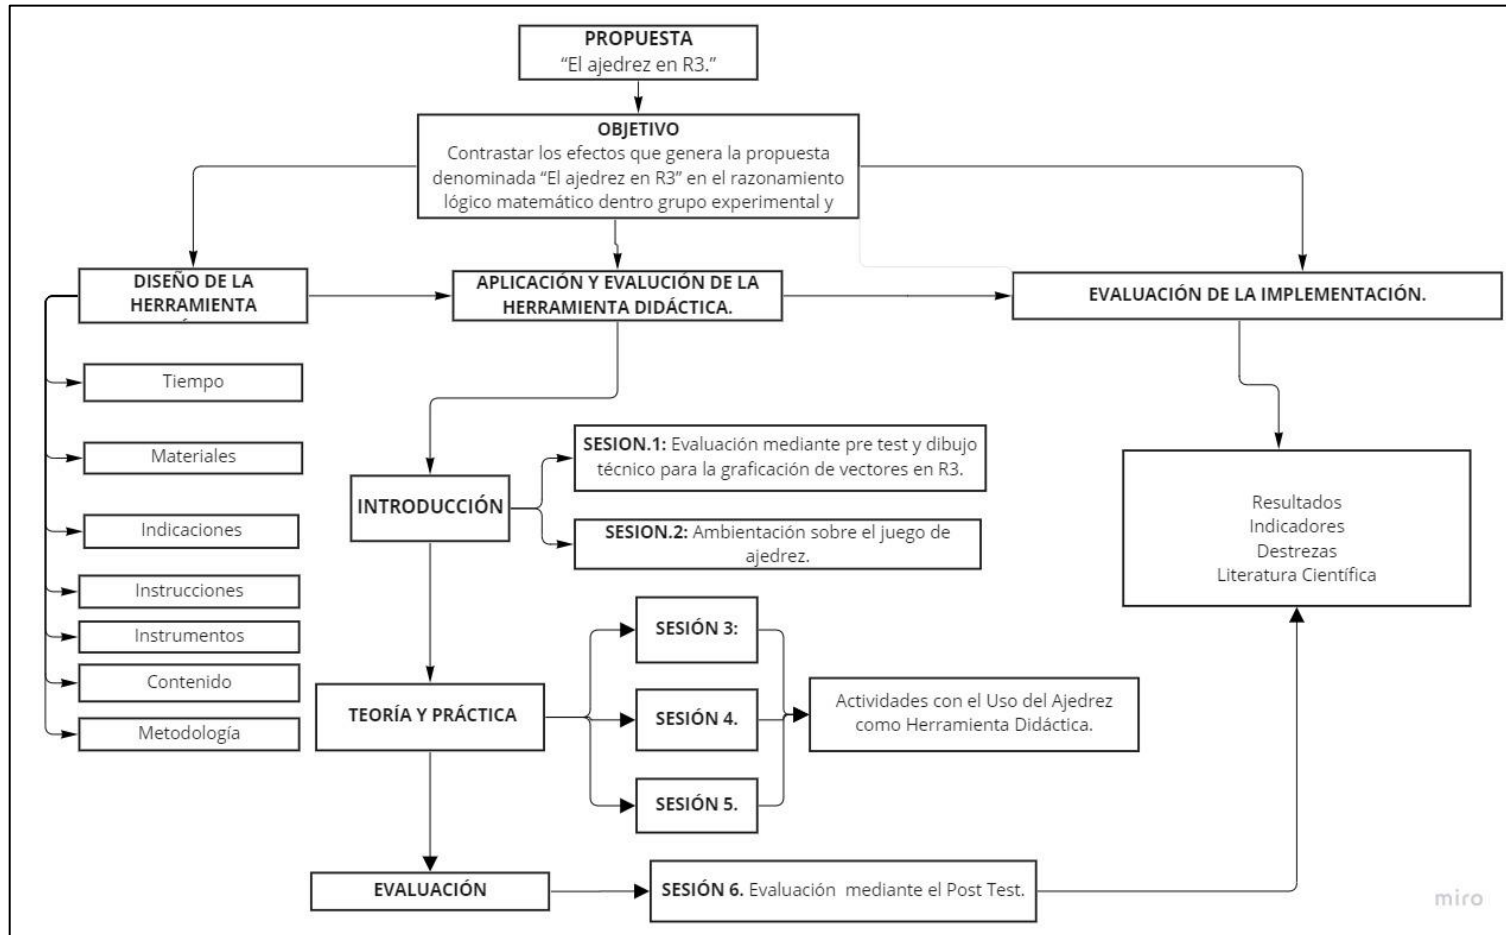 PROPUESTA
“El ajedrez en R3.”
OBJETIVO
Contrastar los efectos que genera la propuesta
denominada “El ajedrez en R3” en el razonamiento
lógico matemático dentro grupo experimental y
DISEÑO DE LA
HERRAMIENTA
APLICACIÓN Y EVALUCIÓN DE LA
HERRAMIENTA DIDÁCTICA.
EVALUACIÓN DE LA IMPLEMENTACIÓN.
Tiempo
Materiales
Indicaciones
Instrucciones
Instrumentos
Contenido
Metodología
INTRODUCCIÓN
SESION.1: Evaluación mediante pre test y dibujo
técnico para la graficación de vectores en R3.
SESION.2: Ambientación sobre el juego de
ajedrez.
TEORÍA Y PRÁCTICA
SESIÓN 3:
SESIÓN 4.
SESIÓN 5.
Actividades con el Uso del Ajedrez
como Herramienta Didáctica.
EVALUACIÓN
SESIÓN 6. Evaluación mediante el Post Test.
Resultados
Indicadores
Destrezas
Literatura Científica
miro